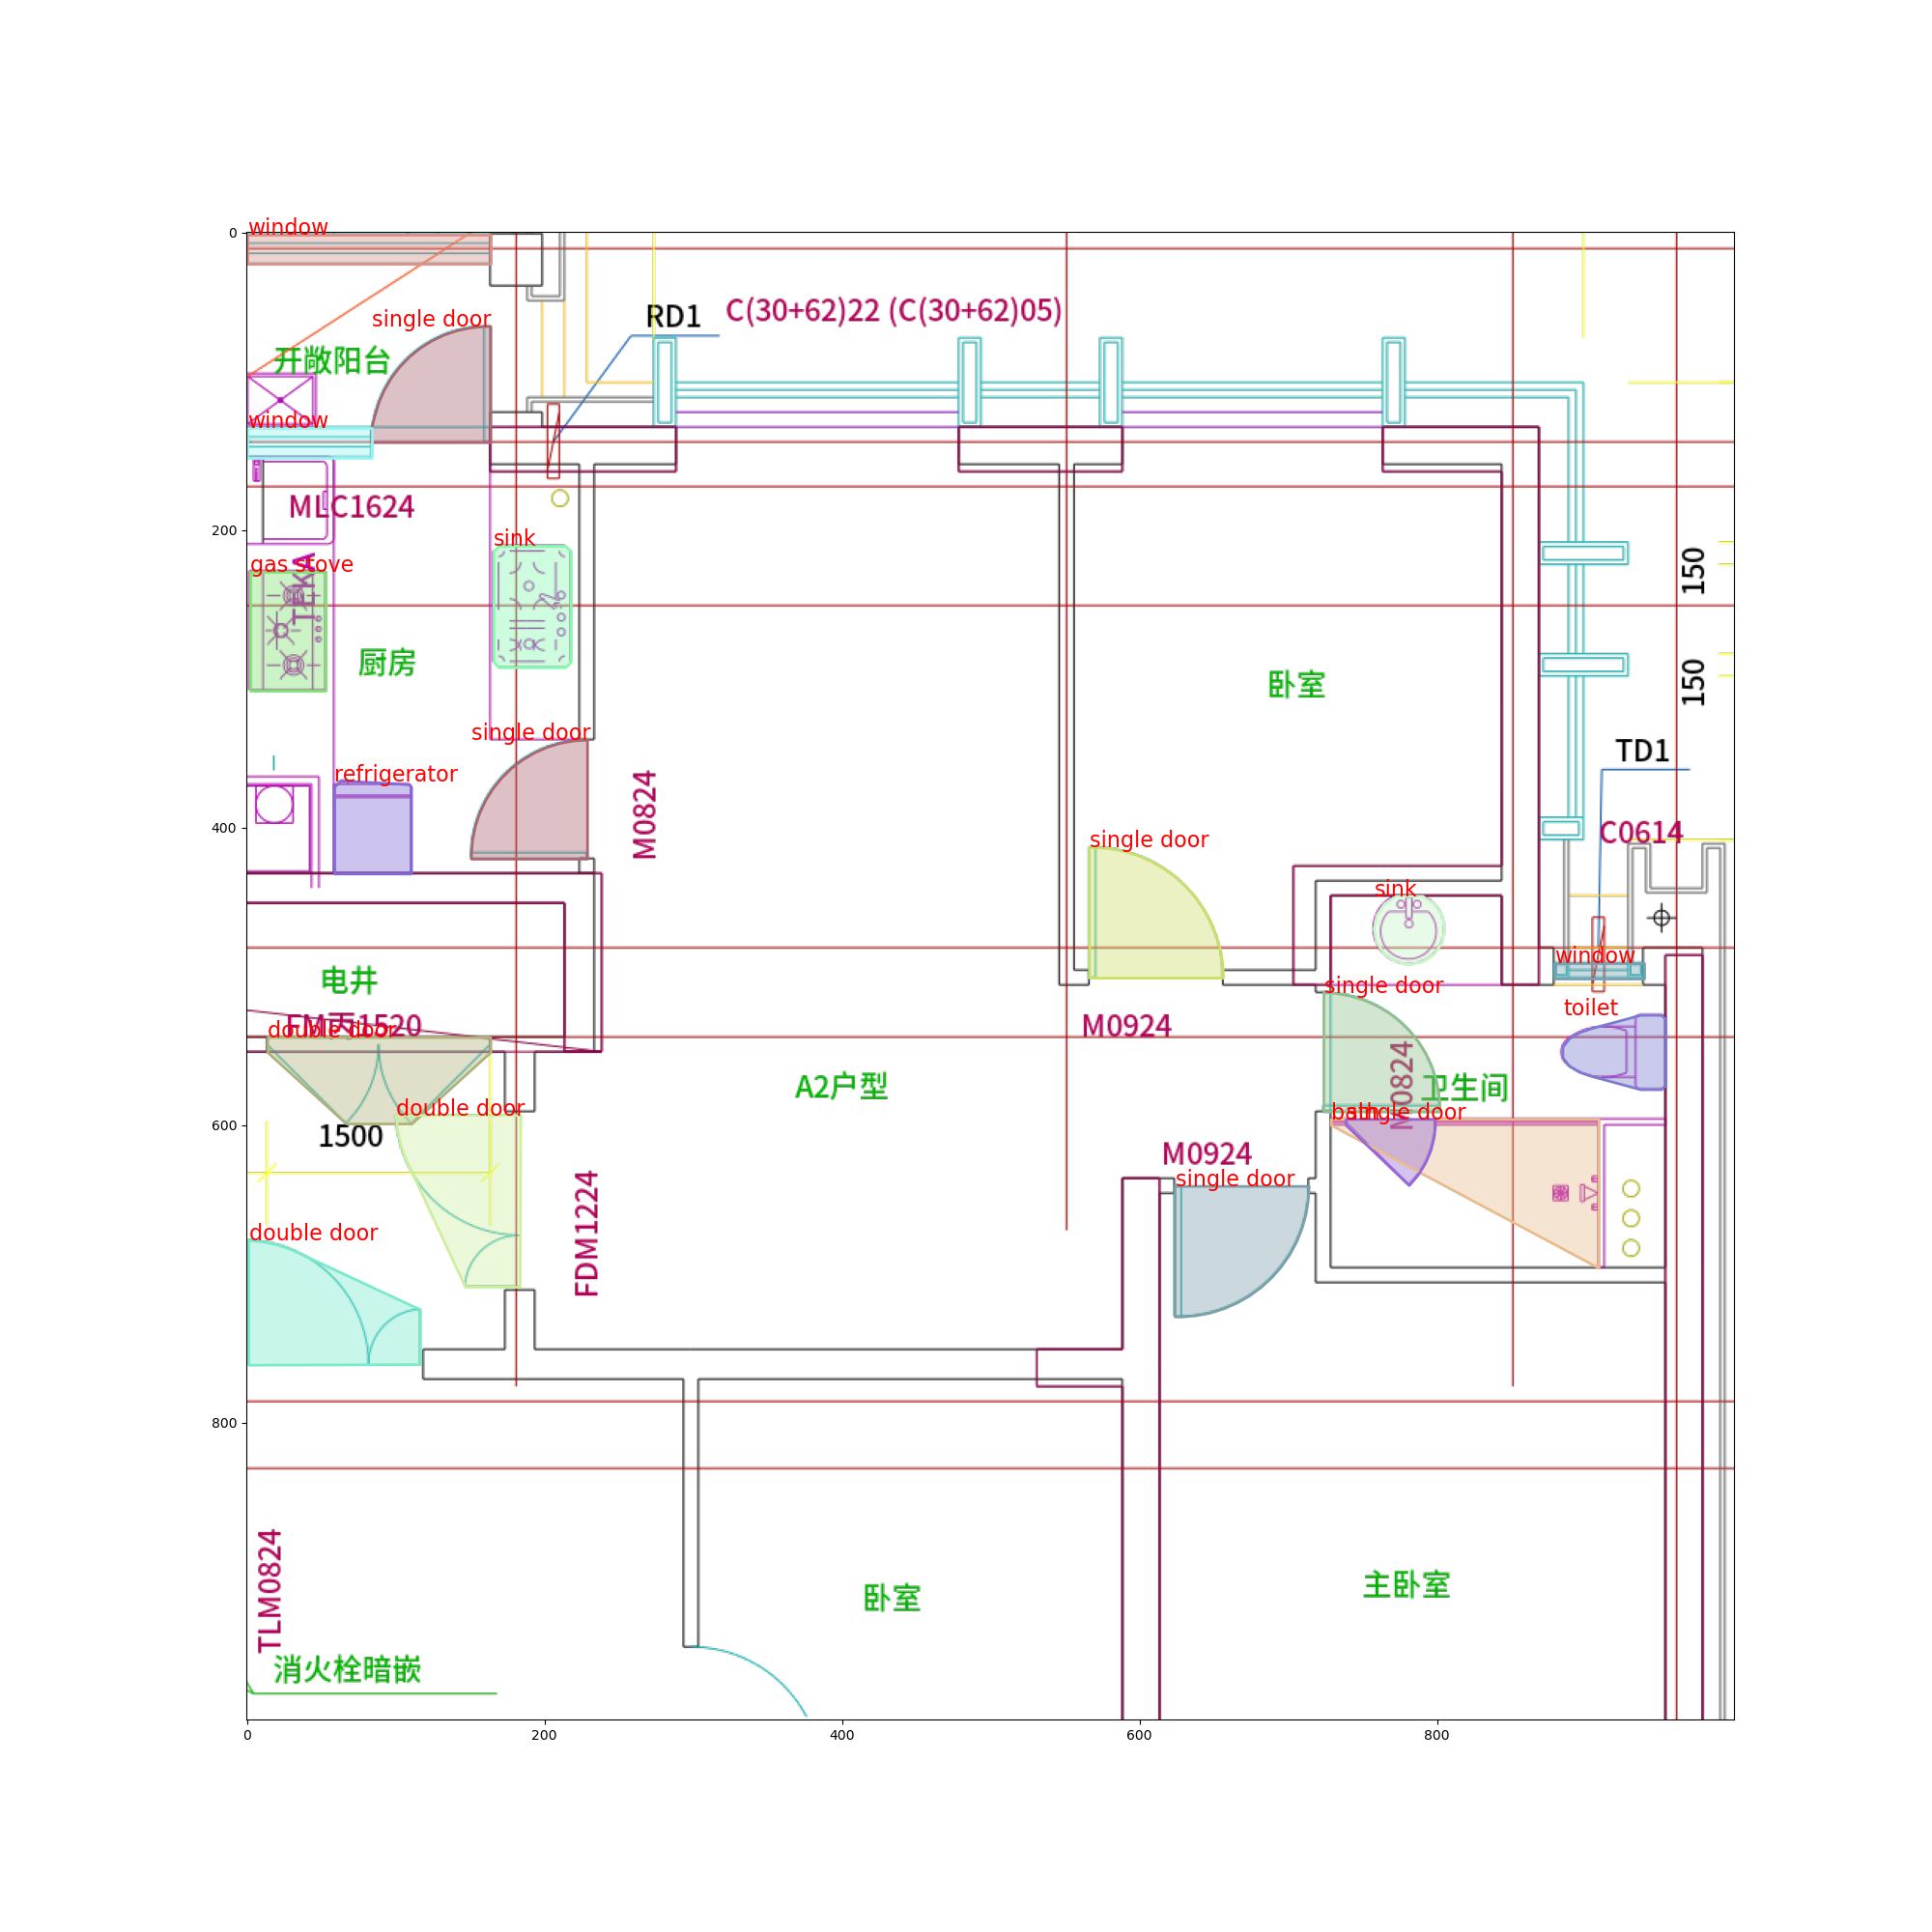 window
0
RD1
C(30+62)22 (C(30+62)05)
single door
开敞阳台
window
MLC1624
200
sink
gas stove
TEKA
150
厨房
卧室
150
single door
TD1
refrigerator
M0824
400
C0614
single door
sink
window
电井
single door
toilet
FM丙1520
double door
M0924
M0824
A2户型
卫生间
double door
bath
single door
600
1500
M0924
single door
FDM1224
double door
800
TLM0824
卧室
主卧室
消火栓暗嵌
0
200
400
600
800